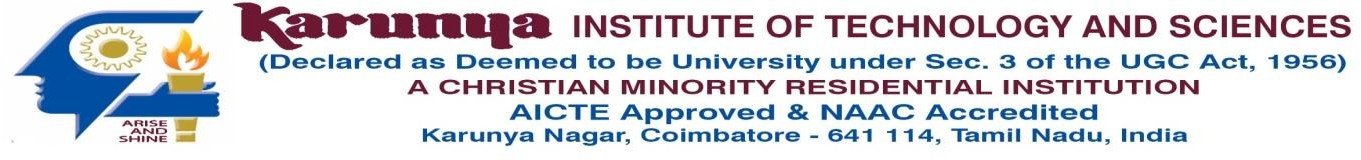 Karunya INSTITUTE OF TECHNOLOGY AND SCIENCES
(Declared as Deemed to be University under Sec. 3 of the UGC Act, 1956)
A CHRISTIAN MINORITY RESIDENTIAL INSTITUTION
AICTE Approved & NAAC Accredited
Karunya Nagar, Coimbatore - 641 114, Tamil Nadu, India
ARISE
AND
SHINE